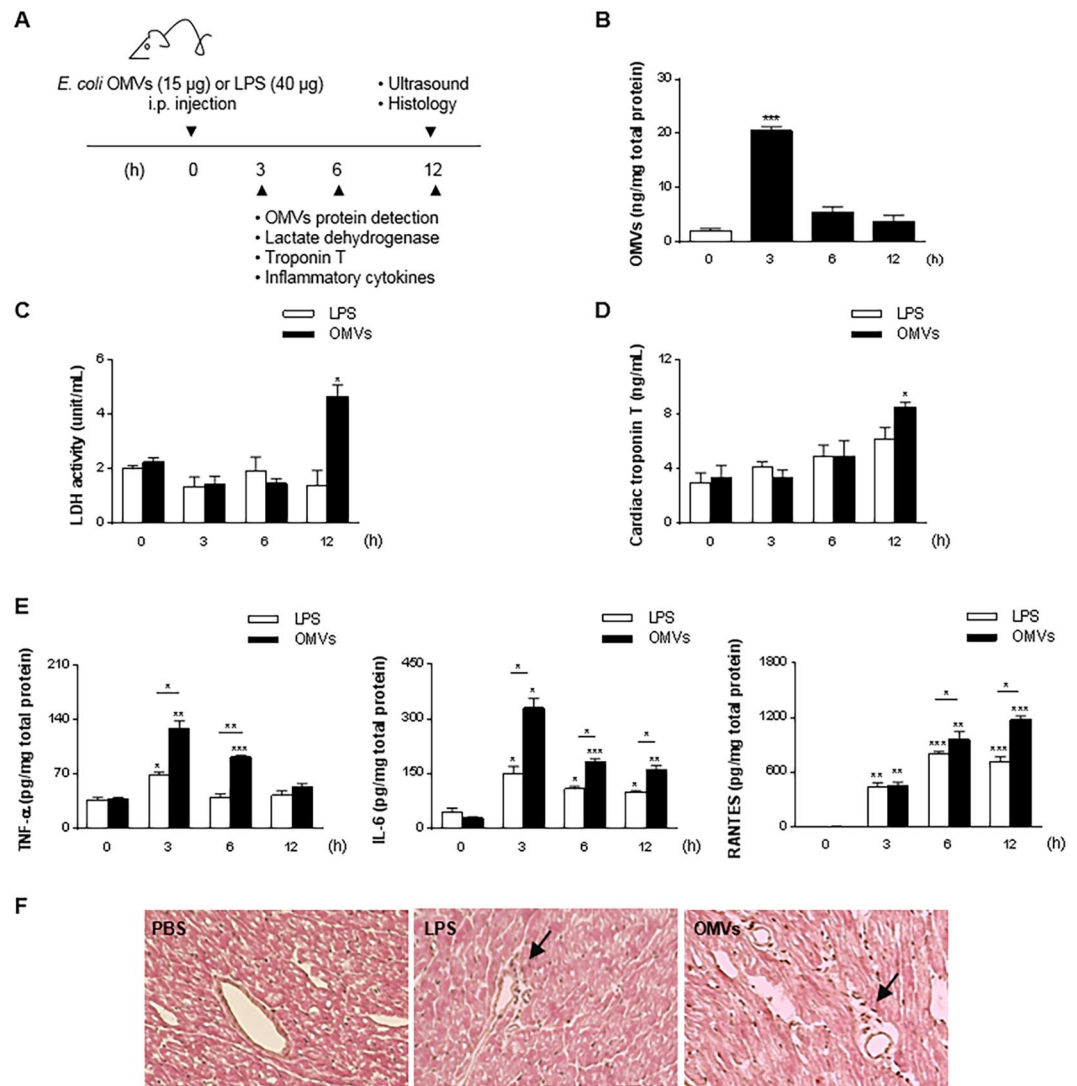 A
E. coli OMVs (15 µg) or LPS (40 µg)
i.p. injection
• Ultrasound
• Histology
(h) 0 3 6 12
• OMVs protein detection
• Lactate dehydrogenase
• Troponin T
• Inflammatory cytokines
B
OMVs (ng/mg total protein)
30
20
10
0
***
0 3 6 12 (h)
C
LPS
OMVs
LDH activity (unit/mL)
6
4
2
0
*
0 3 6 12 (h)
D
LPS
OMVs
Cardiac troponin T (ng/mL)
12
8
4
0
*
0 3 6 12 (h)
E
LPS
OMVs
TNF-α (pg/mg total protein)
210
140
70
0
* **
* ** ***
0 3 6 12 (h)
LPS
OMVs
IL-6 (pg/mg total protein)
450
300
150
0
* * *
* * * *** * **
0 3 6 12 (h)
LPS
OMVs
RANTES (pg/mg total protein)
1800
1200
600
0
* *
** ** *** ** *** ***
0 3 6 12 (h)
F
PBS
LPS
OMVs